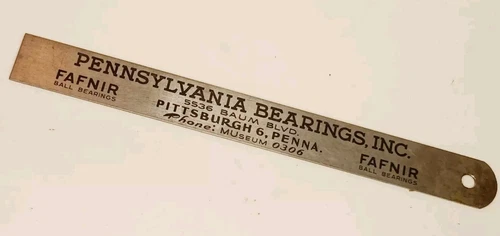 PENNSYLVANIA BEARINGS, INC.
FAFNIR
BALL BEARINGS
5536 BAUM BLVD.
PITTSBURGH 6, PENNA.
Phone: MUSEUM 0306
FAFNIR
BALL BEARINGS